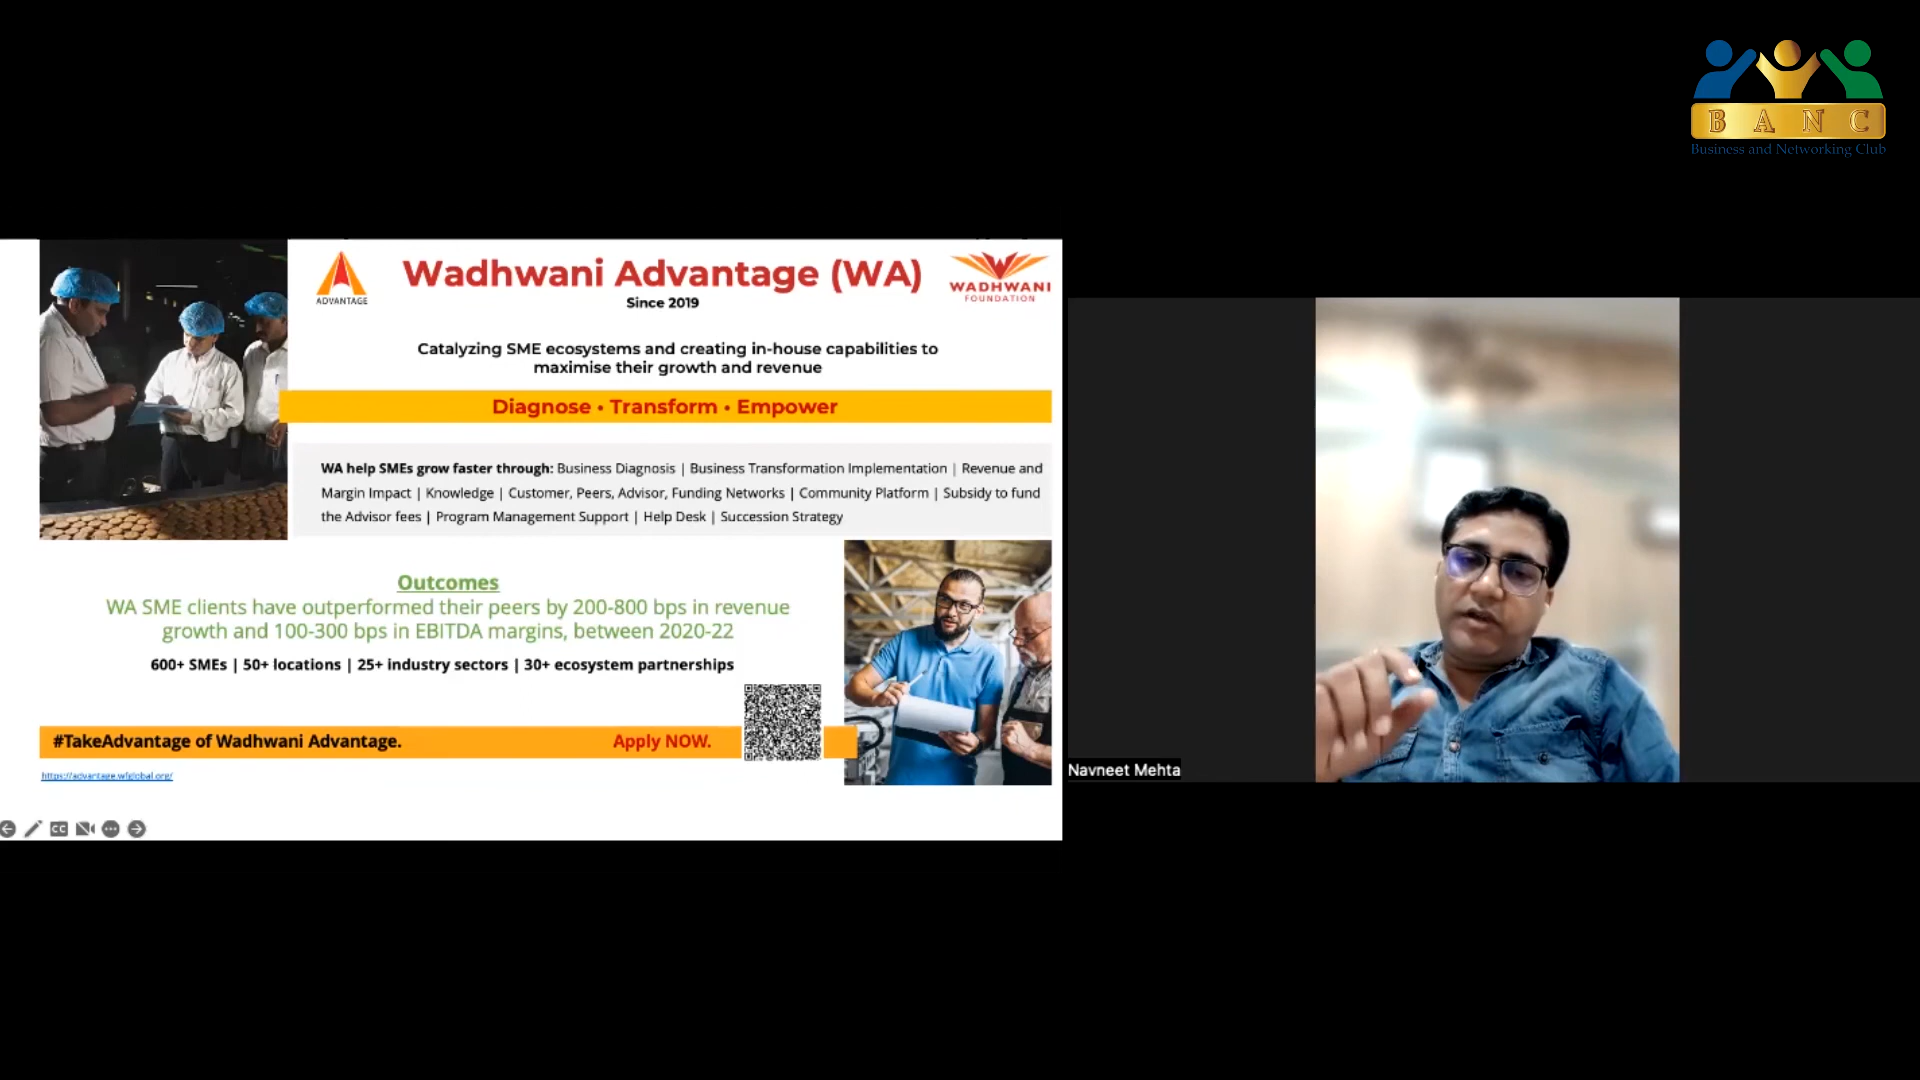 B A N C
Business and Networking Club
ADVANTAGE
Wadhwani Advantage (WA)
Since 2019
WADHWANI
FOUNDATION
Catalyzing SME ecosystems and creating in-house capabilities to
maximise their growth and revenue
Diagnose • Transform • Empower
WA help SMEs grow faster through: Business Diagnosis | Business Transformation Implementation | Revenue and
Margin Impact | Knowledge | Customer, Peers, Advisor, Funding Networks | Community Platform | Subsidy to fund
the Advisor fees | Program Management Support | Help Desk | Succession Strategy
Outcomes
WA SME clients have outperformed their peers by 200-800 bps in revenue
growth and 100-300 bps in EBITDA margins, between 2020-22
600+ SMEs | 50+ locations | 25+ industry sectors | 30+ ecosystem partnerships
#TakeAdvantage of Wadhwani Advantage.
Apply NOW.
https://advantage.wfglobal.org/
CC
Navneet Mehta